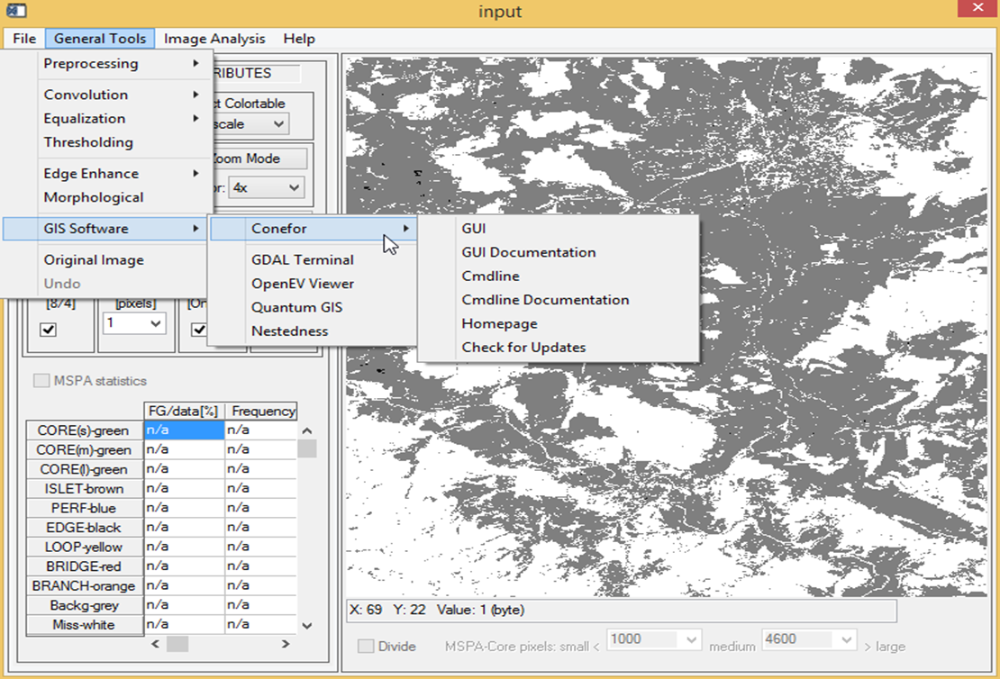 input
File General Tools Image Analysis Help
Preprocessing
Convolution
Equalization
Thresholding
Edge Enhance
Morphological
GIS Software
Original Image
Undo
Conefor
GDAL Terminal
OpenEV Viewer
Quantum GIS
Nestedness
GUI
GUI Documentation
Cmdline
Cmdline Documentation
Homepage
Check for Updates
RIBUTES
ct Colortable
scale
Zoom Mode
or: 4x
[8/4] [pixels] [On
1
MSPA statistics
FG/data[%] Frequency
CORE(s)-green n/a n/a
CORE(m)-green n/a n/a
CORE(l)-green n/a n/a
ISLET-brown n/a n/a
PERF-blue n/a n/a
EDGE-black n/a n/a
LOOP-yellow n/a n/a
BRIDGE-red n/a n/a
BRANCH-orange n/a n/a
Backg-grey n/a n/a
Miss-white n/a n/a
X: 69 Y: 22 Value: 1 (byte)
Divide MSPA-Core pixels: small < 1000 medium 4600 > large